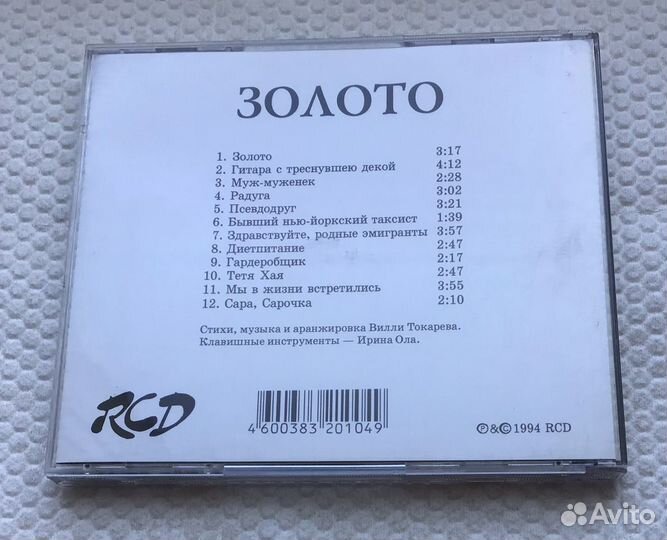 ЗОЛОТО
1. Золото 3:17
2. Гитара с треснувшею декой 4:12
3. Муж-муженек 2:28
4. Радуга 3:02
5. Псевдодруг 3:21
6. Бывший нью-йоркский таксист 1:39
7. Здравствуйте, родные эмигранты 3:57
8. Диетпитание 2:47
9. Гардеробщик 2:17
10. Тетя Хая 2:47
11. Мы в жизни встретились 3:55
12. Сара, Сарочка 2:10
Стихи, музыка и аранжировка Вилли Токарева.
Клавишные инструменты — Ирина Ола.
RCD
4 600383 201049
℗&©1994 RCD
Avito